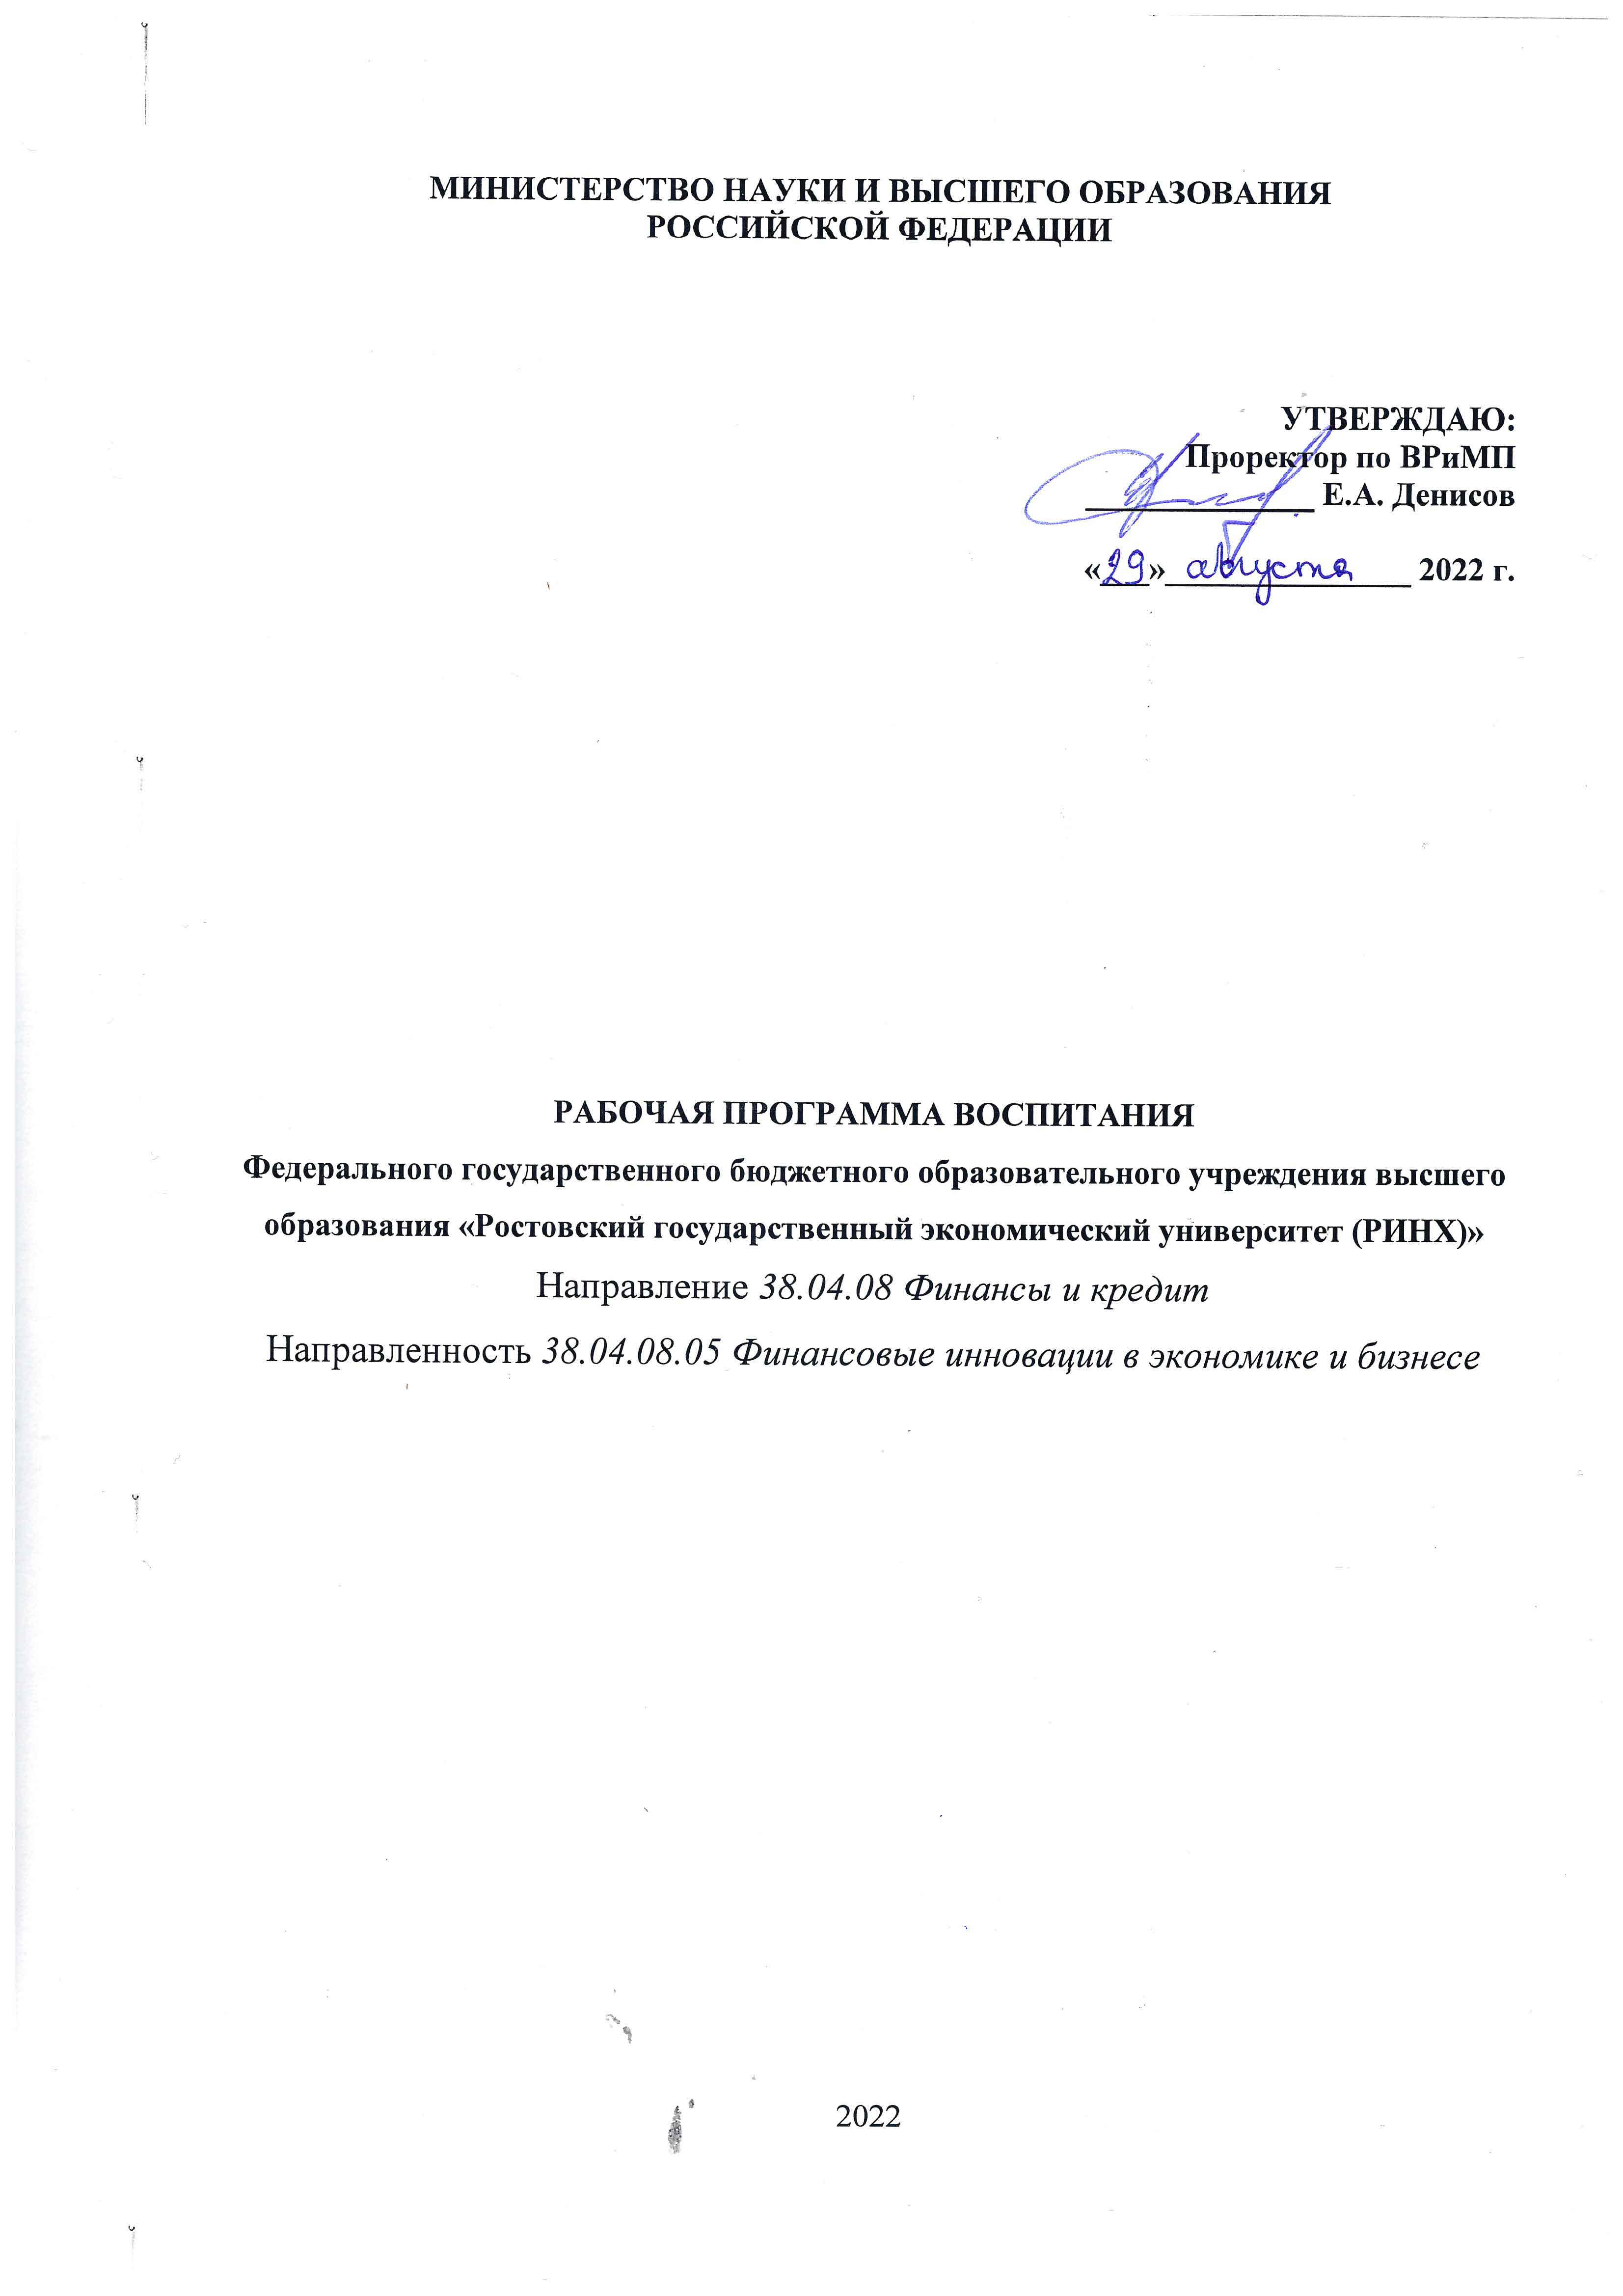 МИНИСТЕРСТВО НАУКИ И ВЫСШЕГО ОБРАЗОВАНИЯ
РОССИЙСКОЙ ФЕДЕРАЦИИ
УТВЕРЖДАЮ:
Проректор по ВРиМП
Е.А. Денисов
«29» августа 2022 г.
РАБОЧАЯ ПРОГРАММА ВОСПИТАНИЯ
Федерального государственного бюджетного образовательного учреждения высшего
образования «Ростовский государственный экономический университет (РИНХ)»
Направление 38.04.08 Финансы и кредит
Направленность 38.04.08.05 Финансовые инновации в экономике и бизнесе
2022